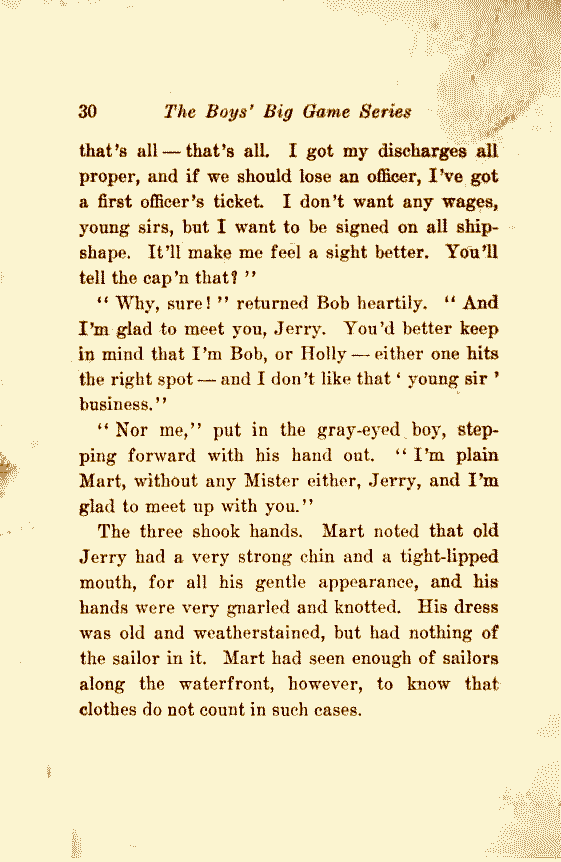 30 The Boys' Big Game Series
that's all — that's all. I got my discharges all
proper, and if we should lose an officer, I've got
a first officer's ticket. I don't want any wages,
young sirs, but I want to be signed on all ship-
shape. It'll make me feel a sight better. You'll
tell the cap'n that? "
" Why, sure! " returned Bob heartily. " And
I'm glad to meet you, Jerry. You'd better keep
in mind that I'm Bob, or Holly — either one hits
the right spot — and I don't like that ' young sir '
business."
" Nor me," put in the gray-eyed boy, step-
ping forward with his hand out. " I'm plain
Mart, without any Mister either, Jerry, and I'm
glad to meet up with you."
The three shook hands. Mart noted that old
Jerry had a very strong chin and a tight-lipped
mouth, for all his gentle appearance, and his
hands were very gnarled and knotted. His dress
was old and weatherstained, but had nothing of
the sailor in it. Mart had seen enough of sailors
along the waterfront, however, to know that
clothes do not count in such cases.